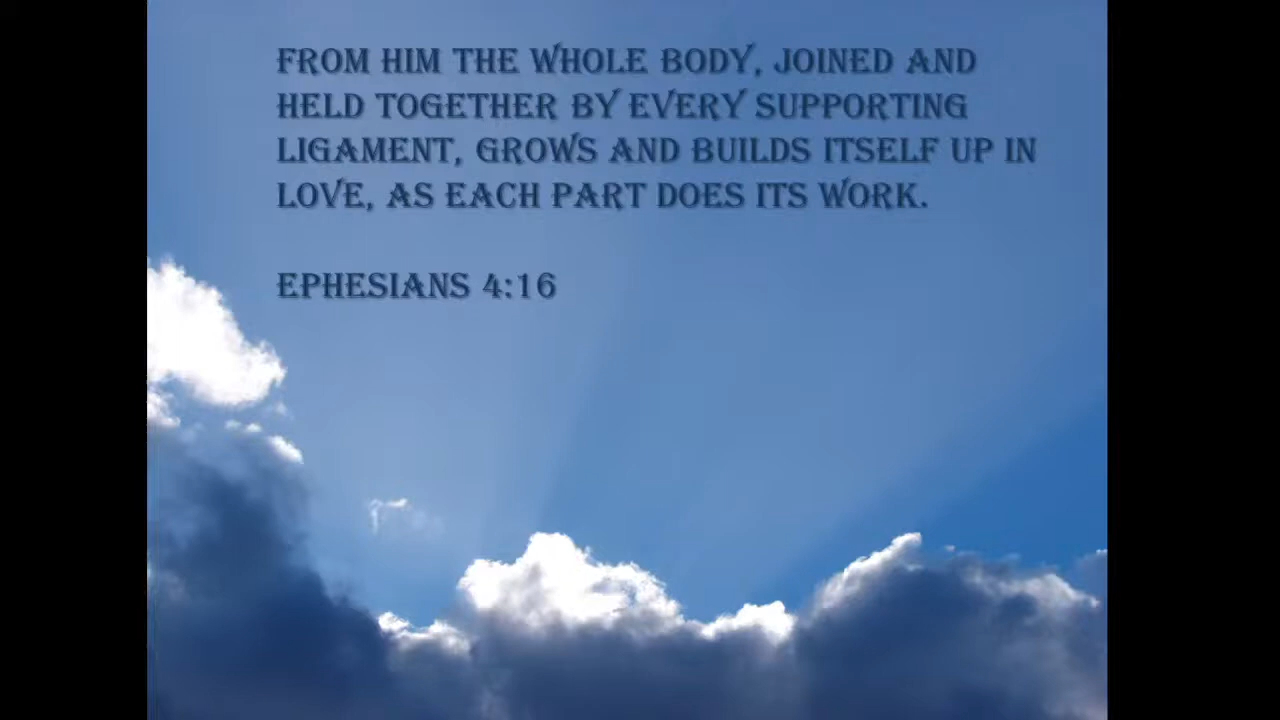 FROM HIM THE WHOLE BODY, JOINED AND
HELD TOGETHER BY EVERY SUPPORTING
LIGAMENT, GROWS AND BUILDS ITSELF UP IN
LOVE, AS EACH PART DOES ITS WORK.
EPHESIANS 4:16